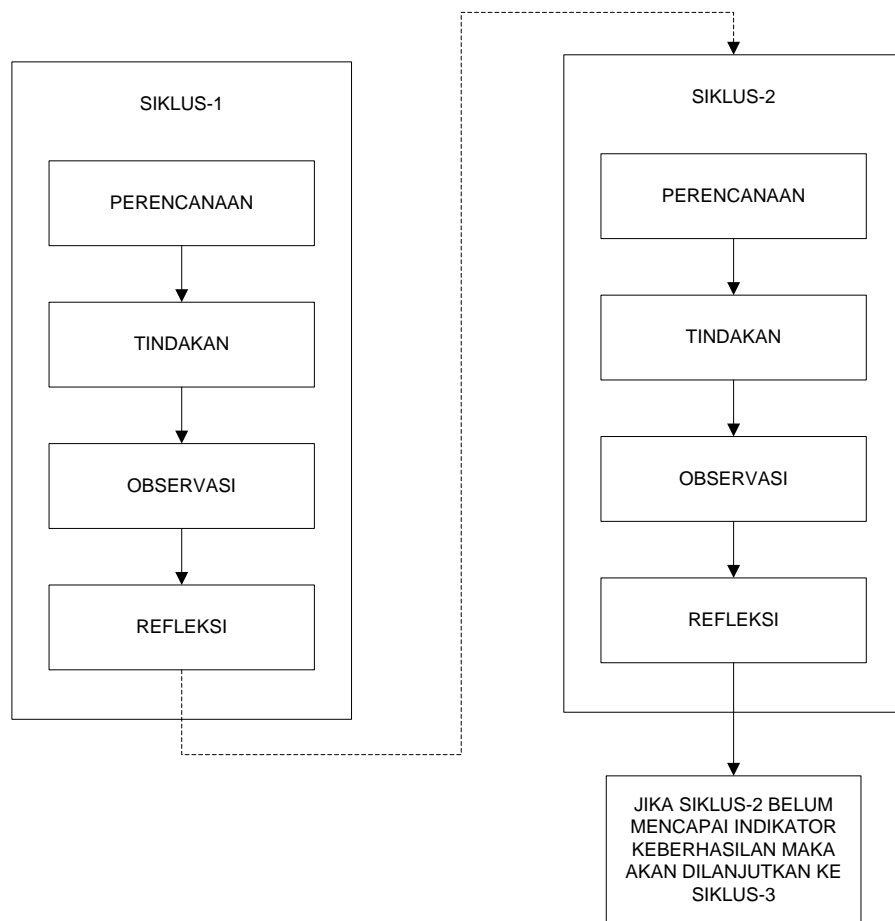 SIKLUS-1
PERENCANAAN
TINDAKAN
OBSERVASI
REFLEKSI
SIKLUS-2
PERENCANAAN
TINDAKAN
OBSERVASI
REFLEKSI
JIKA SIKLUS-2 BELUM
MENCAPAI INDIKATOR
KEBERHASILAN MAKA
AKAN DILANJUTKAN KE
SIKLUS-3